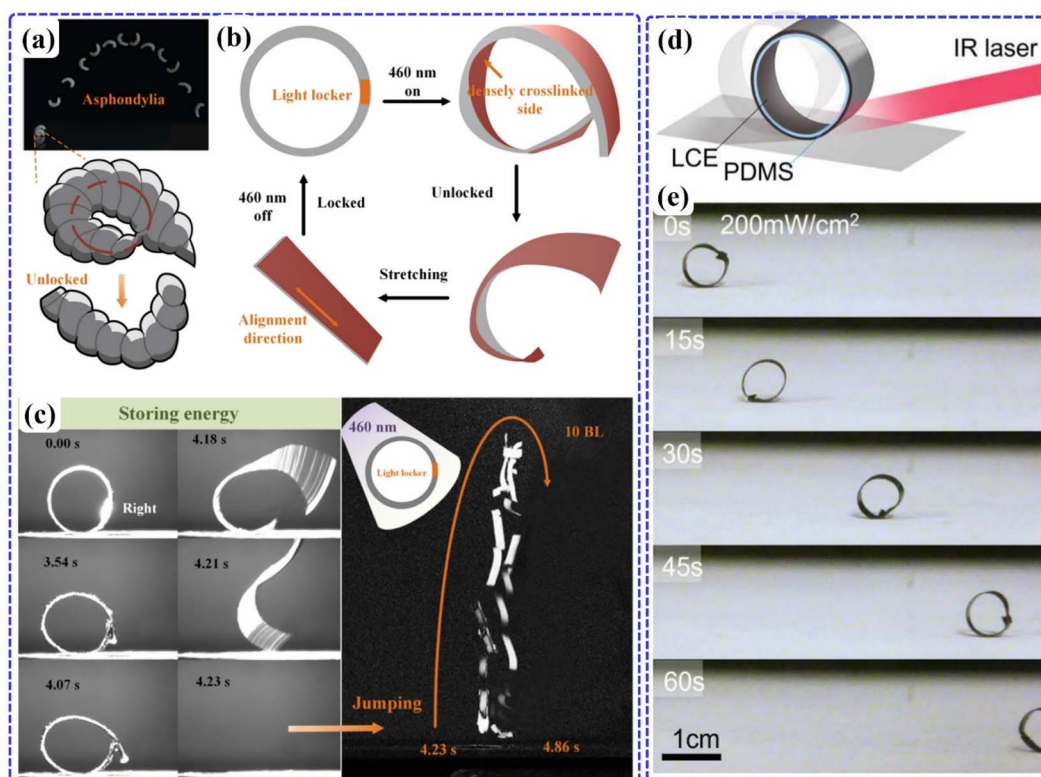 (a)
Asphondylia
Unlocked
(b)
Light locker
460 nm
on
densely crosslinked
side
Unlocked
Stretching
Alignment
direction
460 nm
off
Locked
(c)
Storing energy
0.00 s
Right
4.18 s
3.54 s
4.21 s
4.07 s
4.23 s
460 nm
Light locker
10 BL
Jumping
4.23 s
4.86 s
(d)
IR laser
LCE
PDMS
(e)
0s
200mW/cm²
15s
30s
45s
60s
1cm